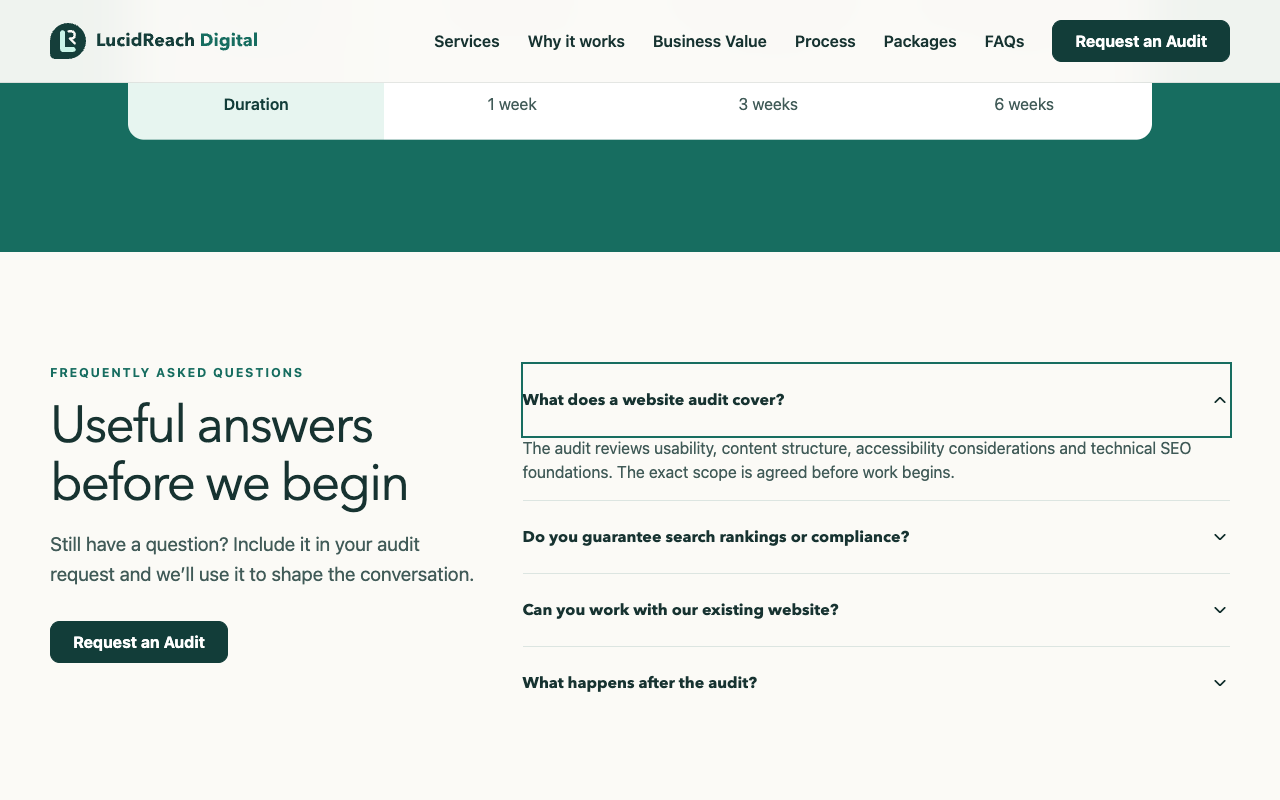 LucidReach Digital
Services
Why it works
Business Value
Process
Packages
FAQs
Request an Audit
Duration
1 week
3 weeks
6 weeks
FREQUENTLY ASKED QUESTIONS
Useful answers
before we begin
Still have a question? Include it in your audit
request and we’ll use it to shape the conversation.
Request an Audit
What does a website audit cover?
The audit reviews usability, content structure, accessibility considerations and technical SEO
foundations. The exact scope is agreed before work begins.
Do you guarantee search rankings or compliance?
Can you work with our existing website?
What happens after the audit?